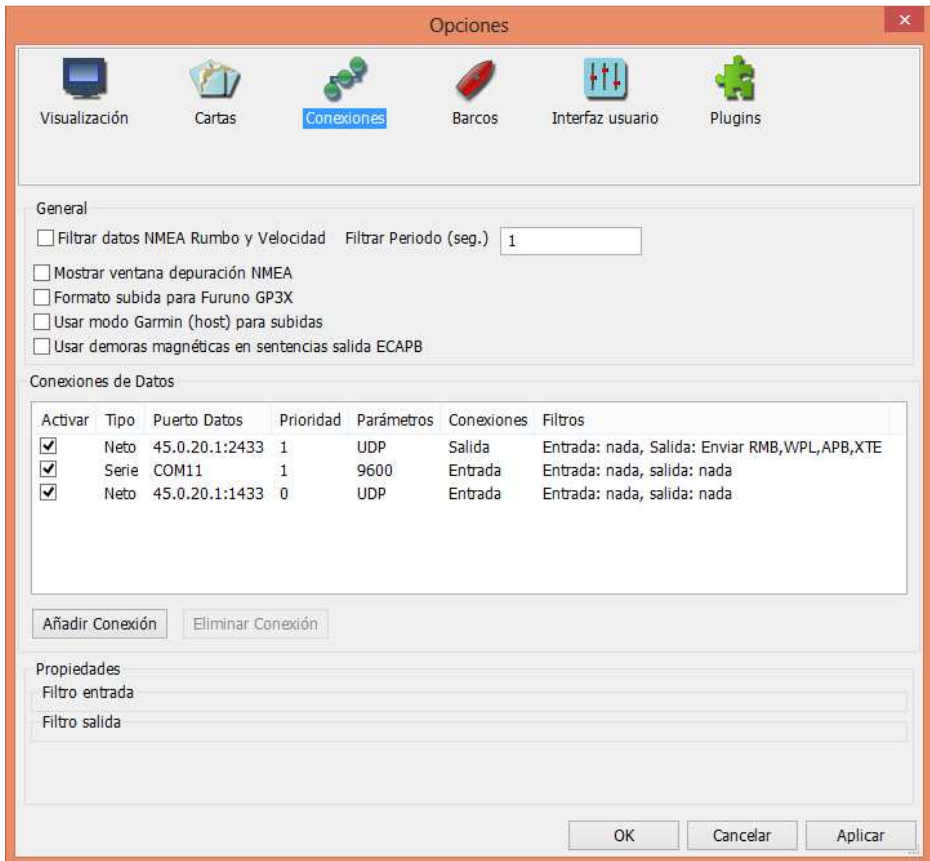 Opciones
Visualización Cartas Conexiones Barcos Interfaz usuario Plugins
General
Filtrar datos NMEA Rumbo y Velocidad Filtrar Periodo (seg.) 1
Mostrar ventana depuración NMEA
Formato subida para Furuno GP3X
Usar modo Garmin (host) para subidas
Usar demoras magnéticas en sentencias salida ECAPB
Conexiones de Datos
Activar Tipo Puerto Datos Prioridad Parámetros Conexiones Filtros
Neto 45.0.20.1:2433 1 UDP Salida Entrada: nada, Salida: Enviar RMB,WPL,APB,XTE
Serie COM11 1 9600 Entrada Entrada: nada, salida: nada
Neto 45.0.20.1:1433 0 UDP Entrada Entrada: nada, salida: nada
Añadir Conexión Eliminar Conexión
Propiedades
Filtro entrada
Filtro salida
OK Cancelar Aplicar